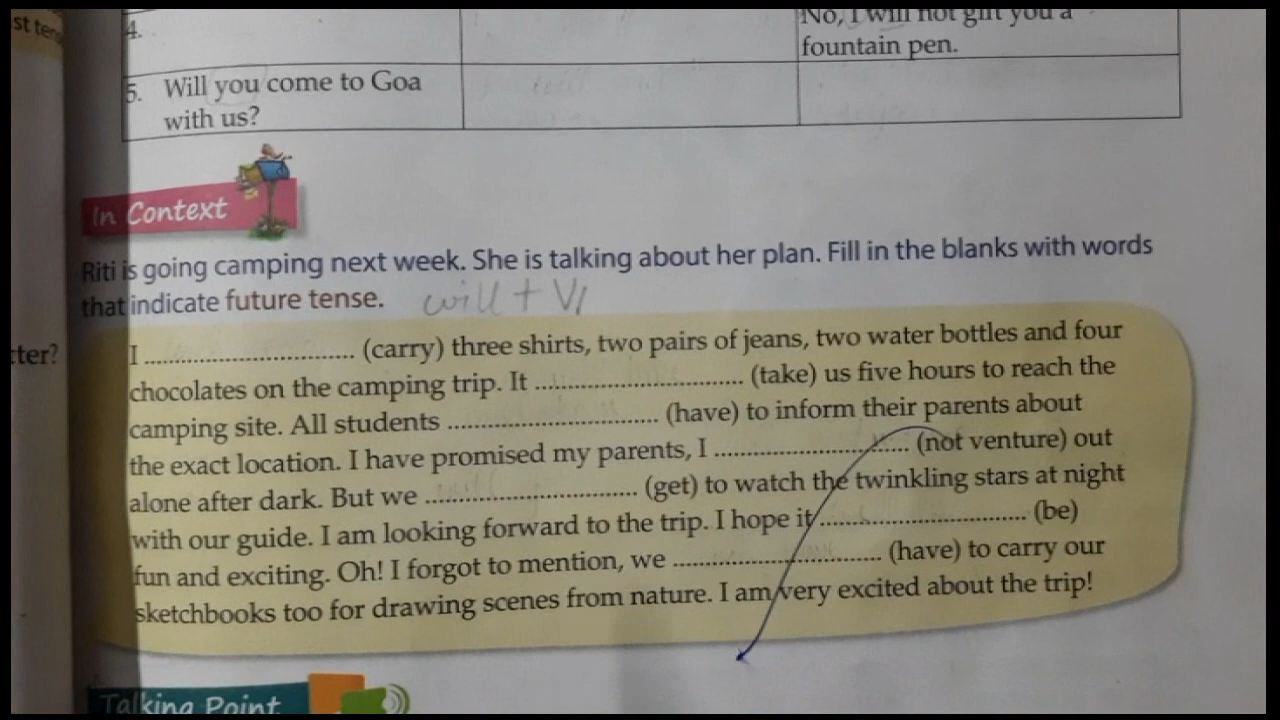 st ten
4.
No, I will not gift you a
fountain pen.
5. Will you come to Goa
with us?
In Context
Riti is going camping next week. She is talking about her plan. Fill in the blanks with words
that indicate future tense. will + V1
tter?
I .................................. (carry) three shirts, two pairs of jeans, two water bottles and four
chocolates on the camping trip. It .................................. (take) us five hours to reach the
camping site. All students .................................. (have) to inform their parents about
the exact location. I have promised my parents, I .................................. (not venture) out
alone after dark. But we .................................. (get) to watch the twinkling stars at night
with our guide. I am looking forward to the trip. I hope it .................................. (be)
fun and exciting. Oh! I forgot to mention, we .................................. (have) to carry our
sketchbooks too for drawing scenes from nature. I am very excited about the trip!
Talking Point